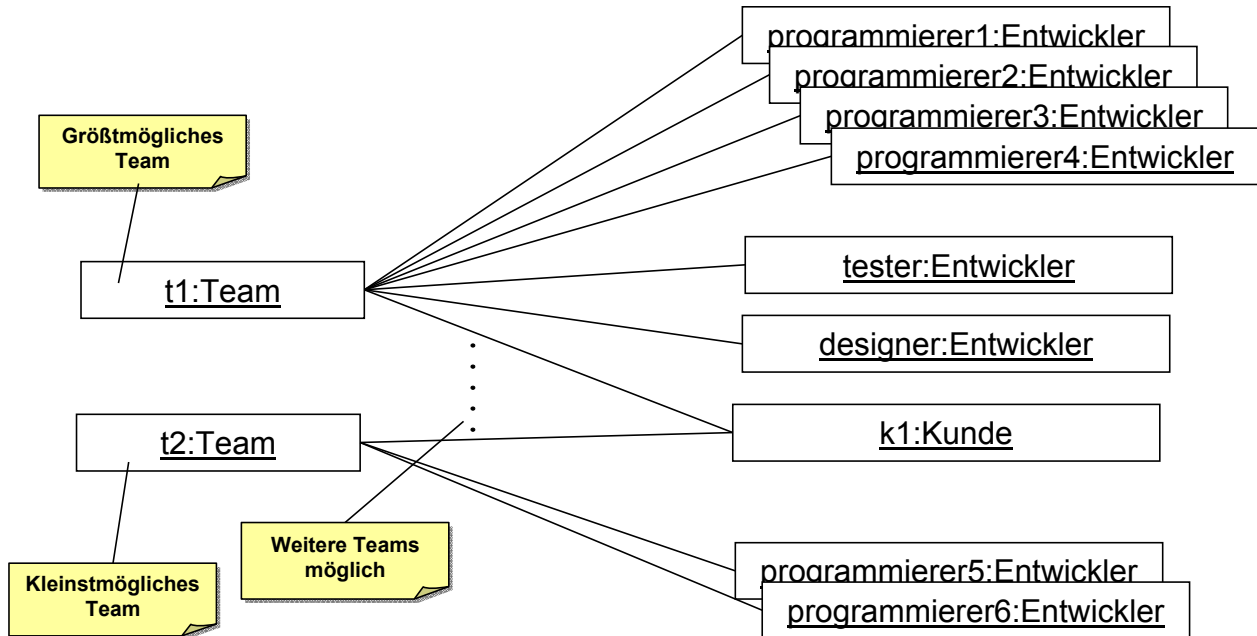 programmierer1:Entwickler
programmierer2:Entwickler
programmierer3:Entwickler
programmierer4:Entwickler
Größtmögliches
Team
t1:Team
tester:Entwickler
designer:Entwickler
t2:Team
k1:Kunde
Weitere Teams
möglich
Kleinstmögliches
Team
programmierer5:Entwickler
programmierer6:Entwickler